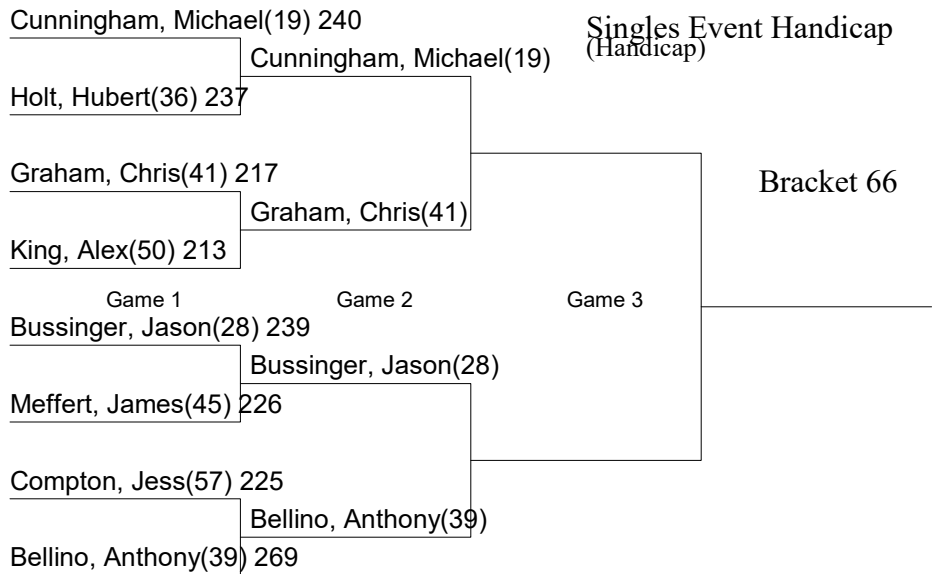 Cunningham, Michael(19) 240
Singles Event Handicap
(Handicap)
Cunningham, Michael(19)
Holt, Hubert(36) 237
Graham, Chris(41) 217
Bracket 66
Graham, Chris(41)
King, Alex(50) 213
Game 1
Game 2
Game 3
Bussinger, Jason(28) 239
Bussinger, Jason(28)
Meffert, James(45) 226
Compton, Jess(57) 225
Bellino, Anthony(39)
Bellino, Anthony(39) 269